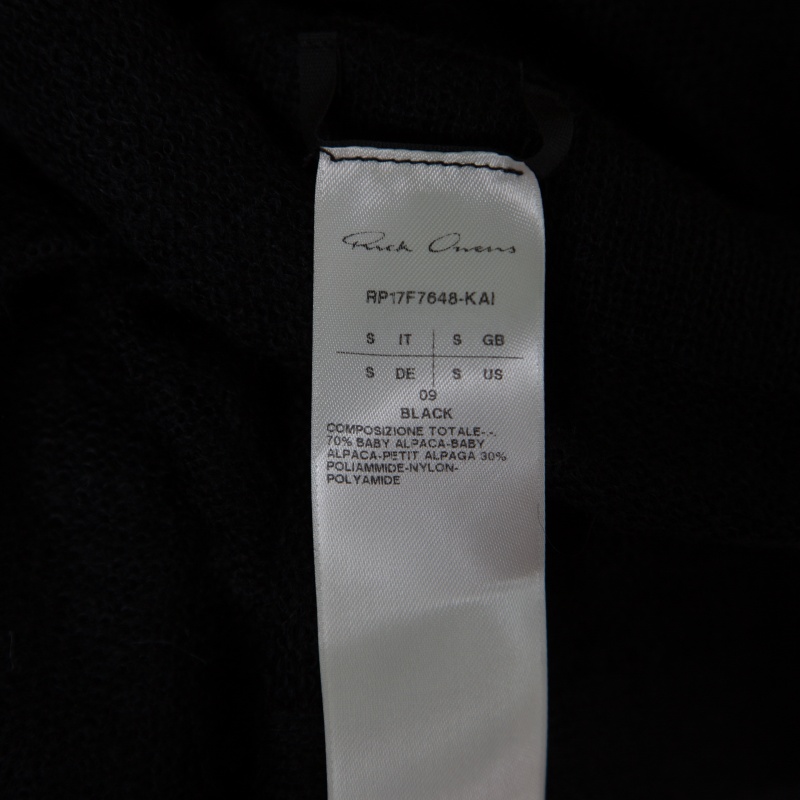 Rick Owens
RP17F7648-KAI
S IT S GB
S DE S US
09
BLACK
COMPOSIZIONE TOTALE-.-.
70% BABY ALPACA-BABY
ALPACA-PETIT ALPAGA 30%
POLIAMMIDE-NYLON-
POLYAMIDE